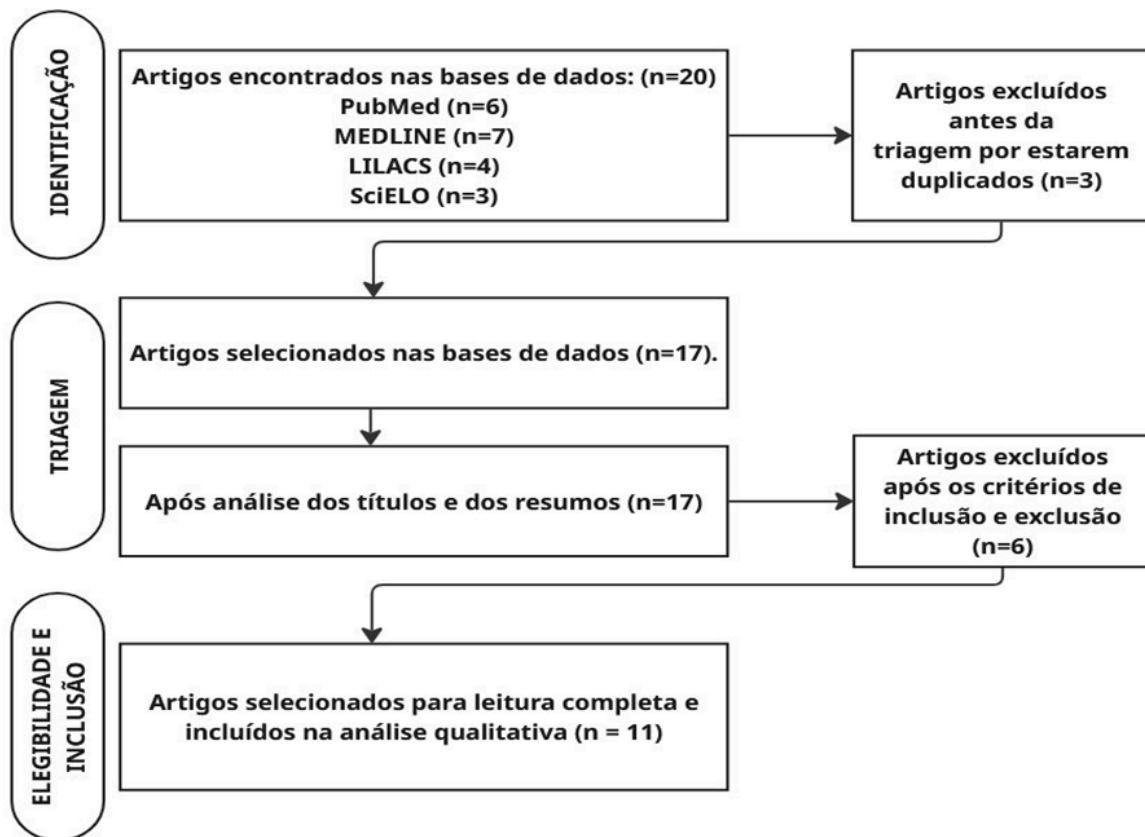 IDENTIFICAÇÃO
Artigos encontrados nas bases de dados: (n=20)
PubMed (n=6)
MEDLINE (n=7)
LILACS (n=4)
SciELO (n=3)
Artigos excluídos
antes da
triagem por estarem
duplicados (n=3)
TRIAGEM
Artigos selecionados nas bases de dados (n=17).
Após análise dos títulos e dos resumos (n=17)
Artigos excluídos
após os critérios de
inclusão e exclusão
(n=6)
ELEGIBILIDADE E
INCLUSÃO
Artigos selecionados para leitura completa e
incluídos na análise qualitativa (n = 11)